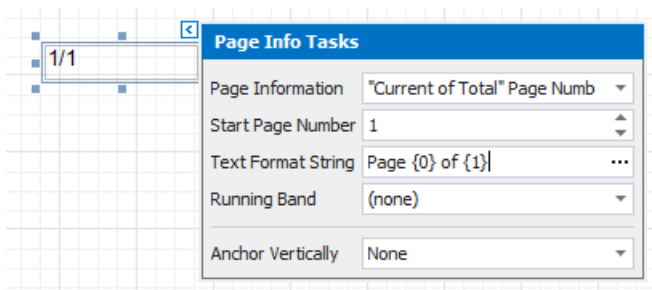 1/1
Page Info Tasks
Page Information "Current of Total" Page Numb
Start Page Number 1
Text Format String Page {0} of {1} ...
Running Band (none)
Anchor Vertically None